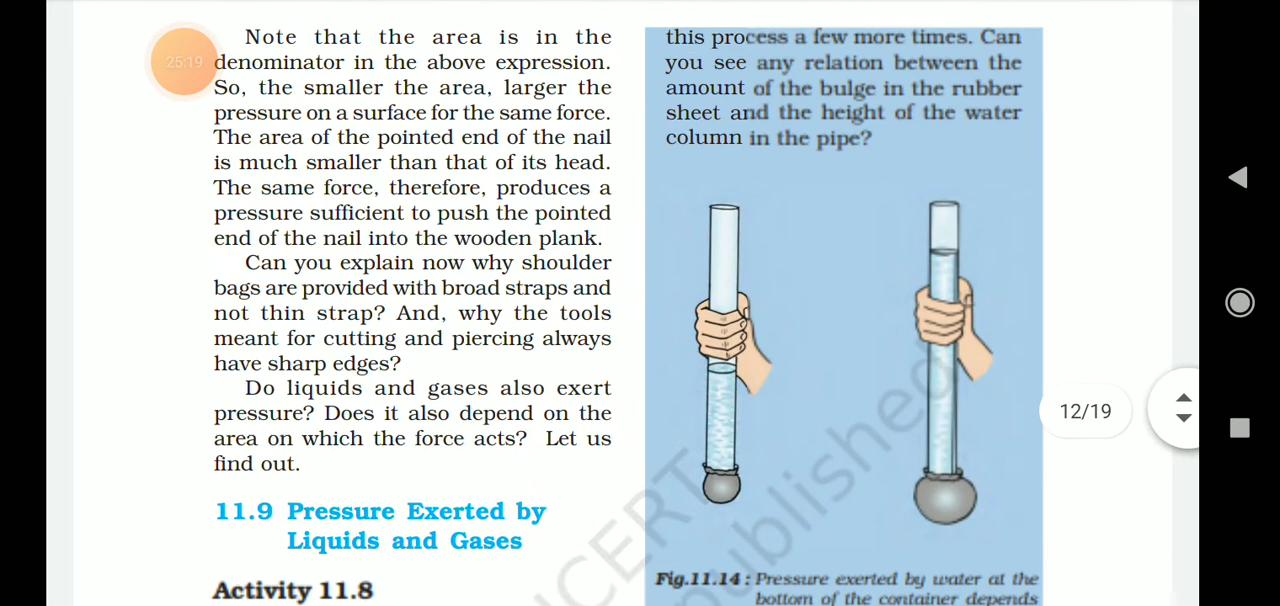 Note that the area is in the
denominator in the above expression.
So, the smaller the area, larger the
pressure on a surface for the same force.
The area of the pointed end of the nail
is much smaller than that of its head.
The same force, therefore, produces a
pressure sufficient to push the pointed
end of the nail into the wooden plank.
Can you explain now why shoulder
bags are provided with broad straps and
not thin strap? And, why the tools
meant for cutting and piercing always
have sharp edges?
Do liquids and gases also exert
pressure? Does it also depend on the
area on which the force acts? Let us
find out.
11.9 Pressure Exerted by
Liquids and Gases
Activity 11.8
this process a few more times. Can
you see any relation between the
amount of the bulge in the rubber
sheet and the height of the water
column in the pipe?
Fig.11.14 : Pressure exerted by water at the
bottom of the container depends
25:19
12/19
NCERT
published